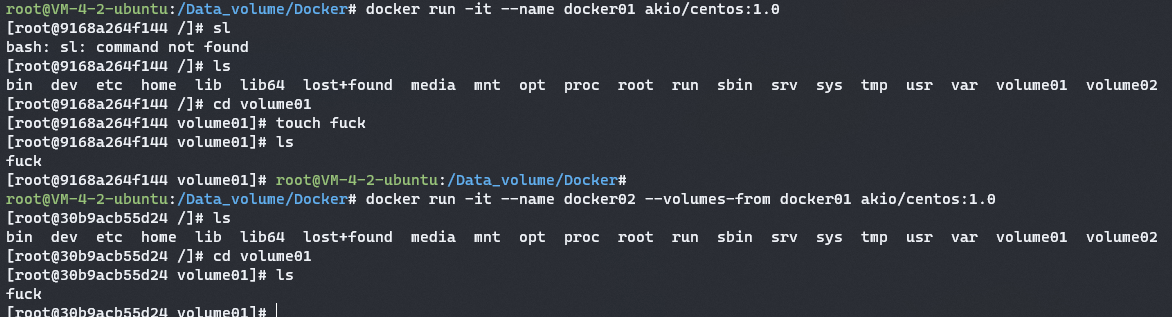 root@VM-4-2-ubuntu:/Data_volume/Docker# docker run -it --name docker01 akio/centos:1.0
[root@9168a264f144 /]# sl
bash: sl: command not found
[root@9168a264f144 /]# ls
bin  dev  etc  home  lib  lib64  lost+found  media  mnt  opt  proc  root  run  sbin  srv  sys  tmp  usr  var  volume01  volume02
[root@9168a264f144 /]# cd volume01
[root@9168a264f144 volume01]# touch fuck
[root@9168a264f144 volume01]# ls
fuck
[root@9168a264f144 volume01]# root@VM-4-2-ubuntu:/Data_volume/Docker#
root@VM-4-2-ubuntu:/Data_volume/Docker# docker run -it --name docker02 --volumes-from docker01 akio/centos:1.0
[root@30b9acb55d24 /]# ls
bin  dev  etc  home  lib  lib64  lost+found  media  mnt  opt  proc  root  run  sbin  srv  sys  tmp  usr  var  volume01  volume02
[root@30b9acb55d24 /]# cd volume01
[root@30b9acb55d24 volume01]# ls
fuck
[root@30b9acb55d24 volume01]#